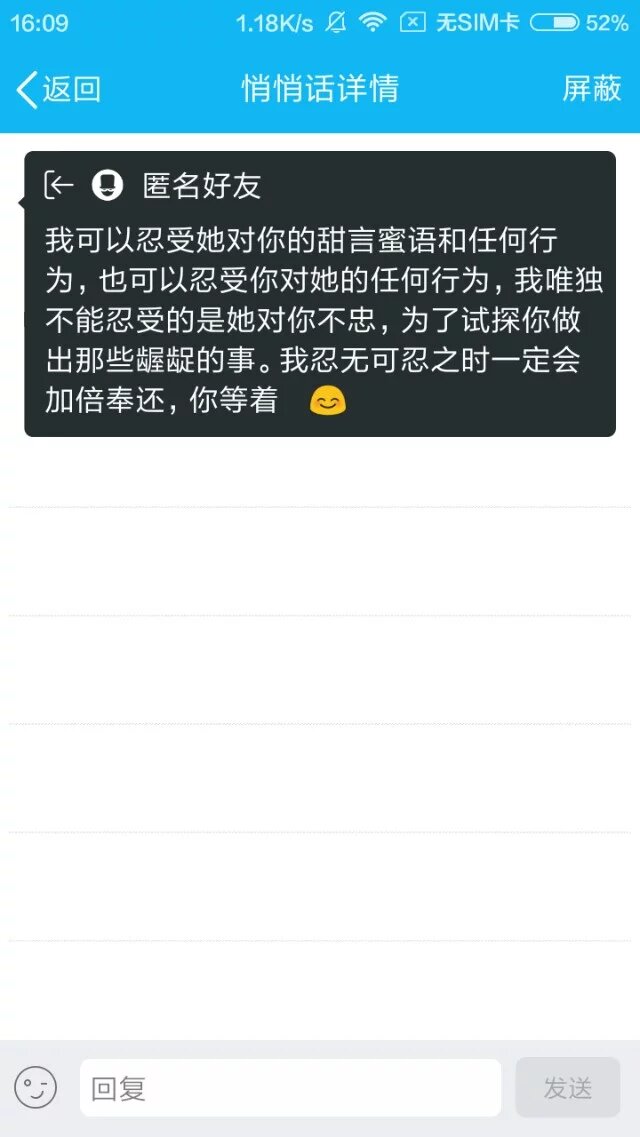 16:09 1.18K/s 无SIM卡 52%
返回 悄悄话详情 屏蔽
匿名好友
我可以忍受她对你的甜言蜜语和任何行
为，也可以忍受你对她的任何行为，我唯独
不能忍受的是她对你不忠，为了试探你做
出那些龌龊的事。我忍无可忍之时一定会
加倍奉还，你等着 😊
回复 发送